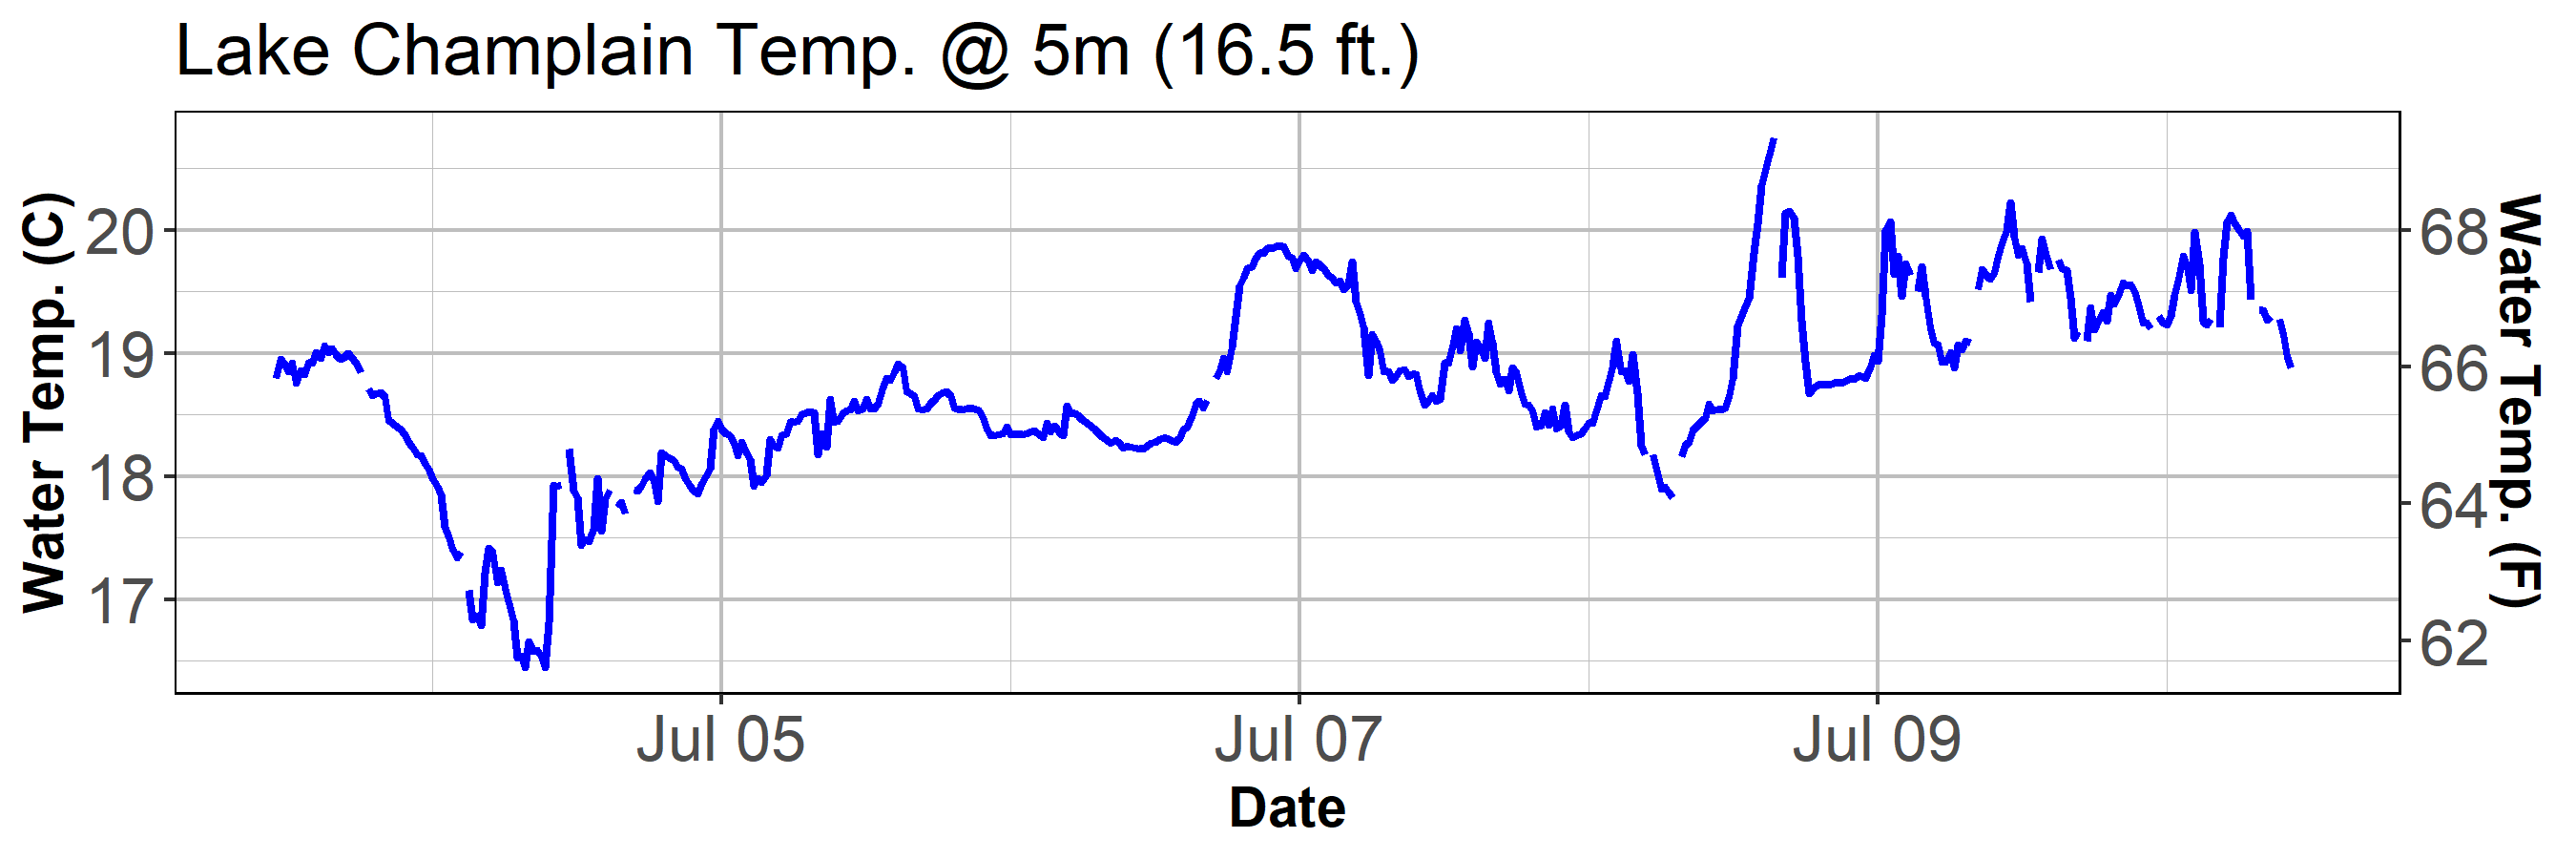 Lake Champlain Temp. @ 5m (16.5 ft.)
Water Temp. (C)
20
19
18
17
68
66
64
62
Water Temp. (F)
Jul 05 Jul 07 Jul 09
Date